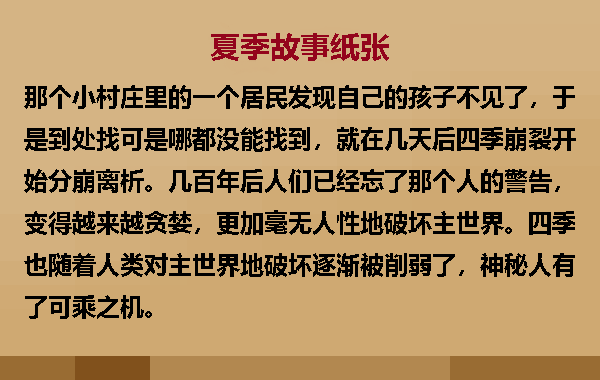 夏季故事纸张
那个小村庄里的一个居民发现自己的孩子不见了，于
是到处找可是哪都没能找到，就在几天后四季崩裂开
始分崩离析。几百年后人们已经忘了那个人的警告，
变得越来越贪婪，更加毫无人性地破坏主世界。四季
也随着人类对主世界地破坏逐渐被削弱了，神秘人有
了可乘之机。